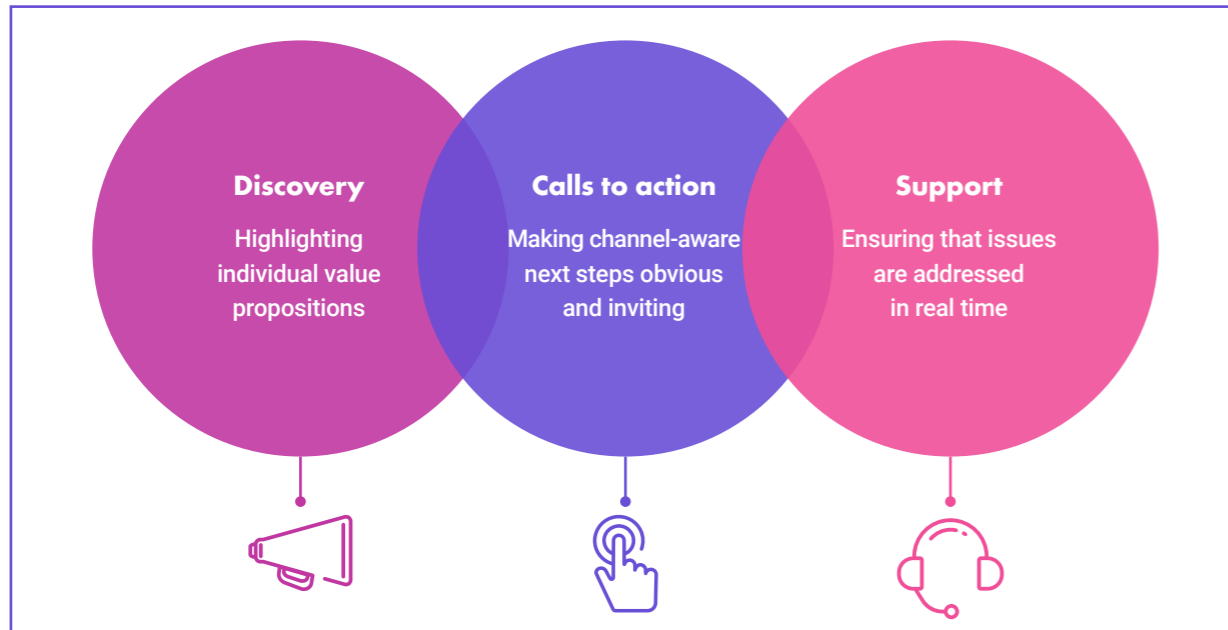 Discovery
Highlighting
individual value
propositions
Calls to action
Making channel-aware
next steps obvious
and inviting
Support
Ensuring that issues
are addressed
in real time